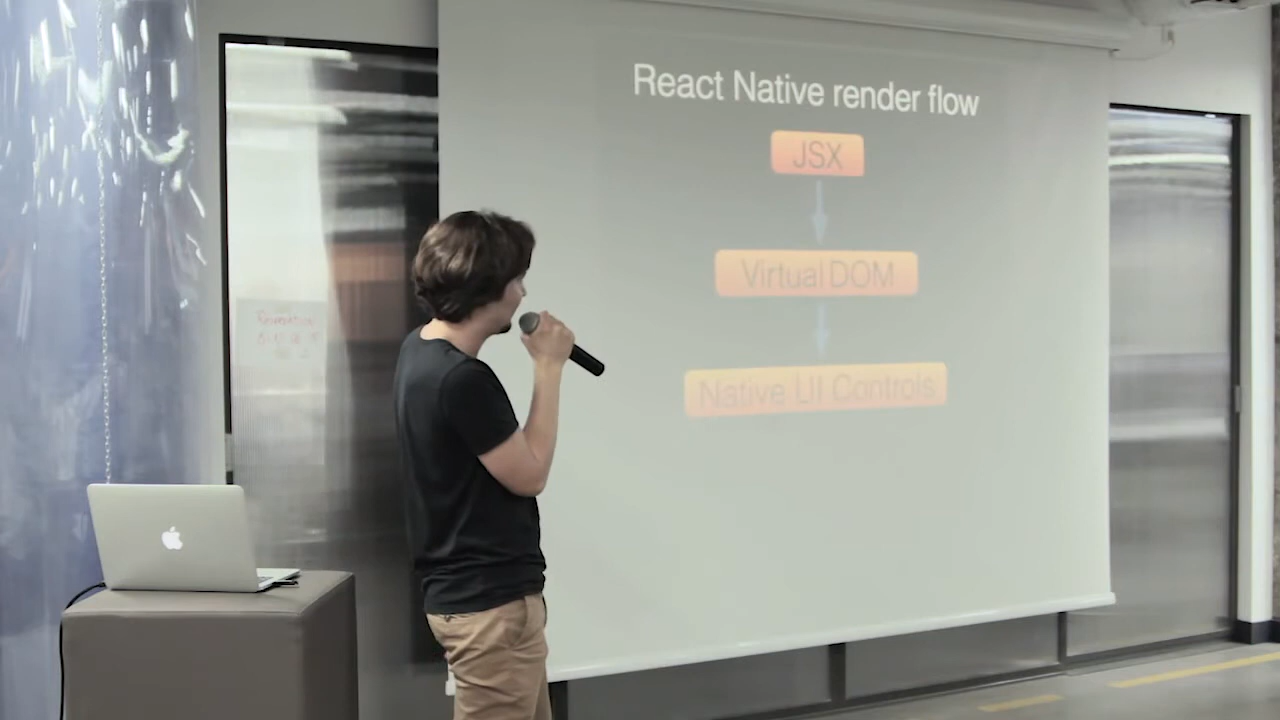 React Native render flow
JSX
Virtual DOM
Native UI Controls